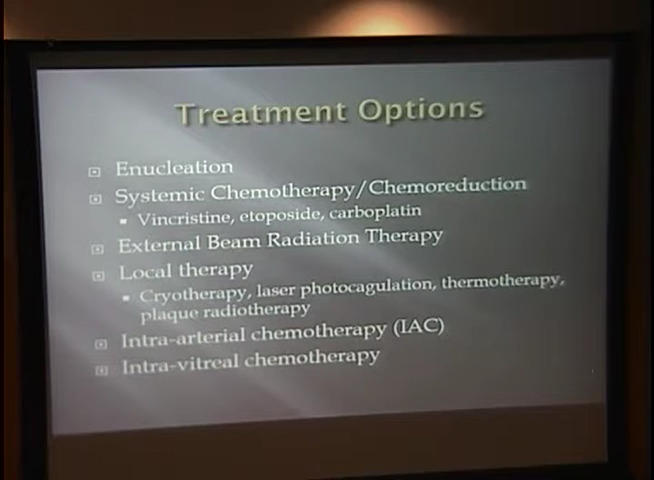 Treatment Options
Enucleation
Systemic Chemotherapy/Chemoreduction
Vincristine, etoposide, carboplatin
External Beam Radiation Therapy
Local therapy
Cryotherapy, laser photocagulation, thermotherapy,
plaque radiotherapy
Intra-arterial chemotherapy (IAC)
Intra-vitreal chemotherapy